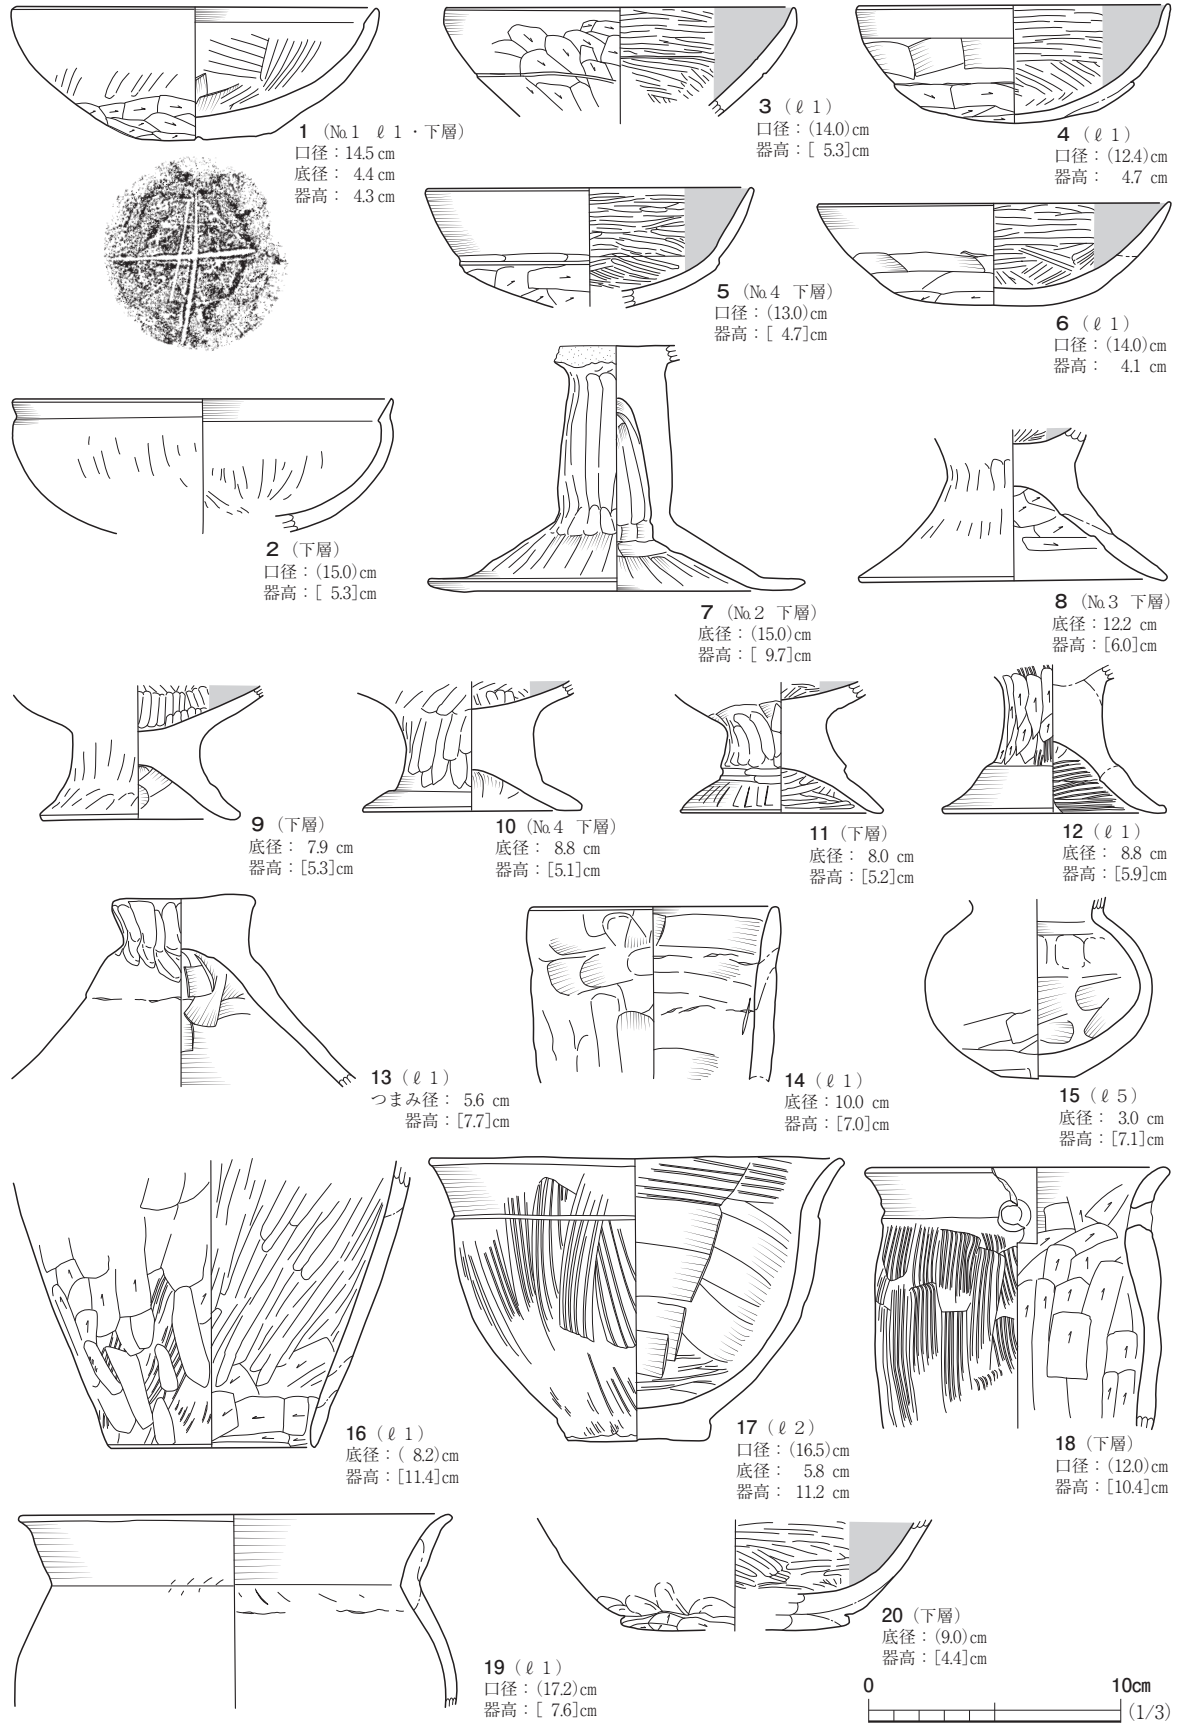 1（No.1　ℓ 1・下層）
口径：14.5 cm
底径： 4.4 cm
器高： 4.3 cm
2（下層）
口径：(15.0)cm
器高：[ 5.3]cm
3（ℓ 1）
口径：(14.0)cm
器高：[ 5.3]cm
4（ℓ 1）
口径：(12.4)cm
器高： 4.7 cm
5（No.4　下層）
口径：(13.0)cm
器高：[ 4.7]cm
6（ℓ 1）
口径：(14.0)cm
器高： 4.1 cm
7（No.2　下層）
底径：(15.0)cm
器高：[ 9.7]cm
8（No.3　下層）
底径：12.2 cm
器高：[6.0]cm
9（下層）
底径： 7.9 cm
器高：[5.3]cm
10（No.4　下層）
底径： 8.8 cm
器高：[5.1]cm
11（下層）
底径： 8.0 cm
器高：[5.2]cm
12（ℓ 1）
底径： 8.8 cm
器高：[5.9]cm
13（ℓ 1）
つまみ径： 5.6 cm
器高：[7.7]cm
14（ℓ 1）
底径：10.0 cm
器高：[7.0]cm
15（ℓ 5）
底径： 3.0 cm
器高：[7.1]cm
16（ℓ 1）
底径：( 8.2)cm
器高：[11.4]cm
17（ℓ 2）
口径：(16.5)cm
底径： 5.8 cm
器高： 11.2 cm
18（下層）
口径：(12.0)cm
器高：[10.4]cm
19（ℓ 1）
口径：(17.2)cm
器高：[ 7.6]cm
20（下層）
底径：(9.0)cm
器高：[4.4]cm
0 10cm
(1/3)